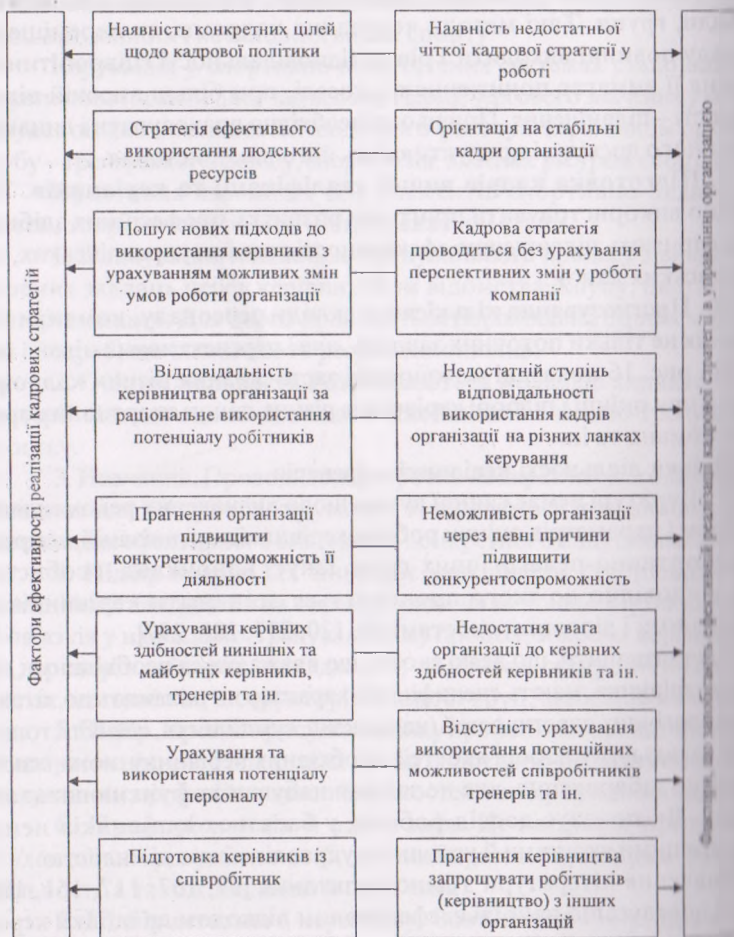 Фактори ефективності реалізації кадрових стратегій
Наявність конкретних цілей
щодо кадрової політики
Наявність недостатньої
чіткої кадрової стратегії у
роботі
Стратегія ефективного
використання людських
ресурсів
Орієнтація на стабільні
кадри організації
Пошук нових підходів до
використання керівників з
урахуванням можливих змін
умов роботи організації
Кадрова стратегія
проводиться без урахування
перспективних змін у роботі
компанії
Відповідальність
керівництва організації за
раціональне використання
потенціалу робітників
Недостатній ступінь
відповідальності
використання кадрів
організації на різних ланках
керування
Прагнення організації
підвищити
конкурентоспроможність її
діяльності
Неможливість організації
через певні причини
підвищити
конкурентоспроможність
Урахування керівних
здібностей нинішніх та
майбутніх керівників,
тренерів та ін.
Недостатня увага
організації до керівних
здібностей керівників та ін.
Урахування та
використання потенціалу
персоналу
Відсутність урахування
використання потенційних
можливостей співробітників
тренерів та ін.
Підготовка керівників із
співробітник
Прагнення керівництва
запрошувати робітників
(керівництво) з інших
організацій
реалізації кадрової стратегії в управлінні організацією